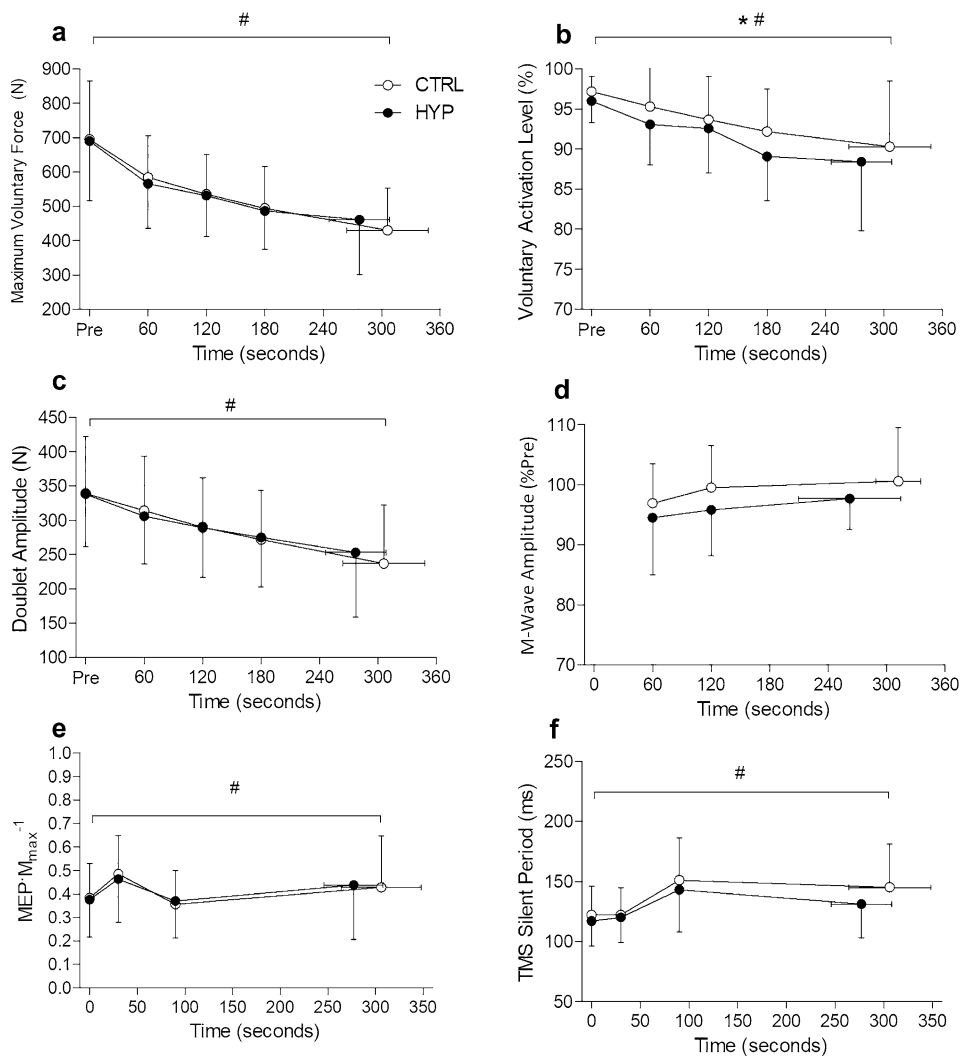 a
#
Maximum Voluntary Force (N)
900
800
700
600
500
400
300
200
CTRL
HYP
Pre 60 120 180 240 300 360
Time (seconds)
b
* #
Voluntary Activation Level (%)
100
95
90
85
80
75
70
Pre 60 120 180 240 300 360
Time (seconds)
c
#
Doublet Amplitude (N)
450
400
350
300
250
200
150
100
Pre 60 120 180 240 300 360
Time (seconds)
d
M-Wave Amplitude (%Pre)
110
100
90
80
70
0 60 120 180 240 300 360
Time (seconds)
e
#
MEP·Mmax-1
1.0
0.9
0.8
0.7
0.6
0.5
0.4
0.3
0.2
0.1
0.0
0 50 100 150 200 250 300 350
Time (seconds)
f
#
TMS Silent Period (ms)
250
200
150
100
50
0 50 100 150 200 250 300 350
Time (seconds)